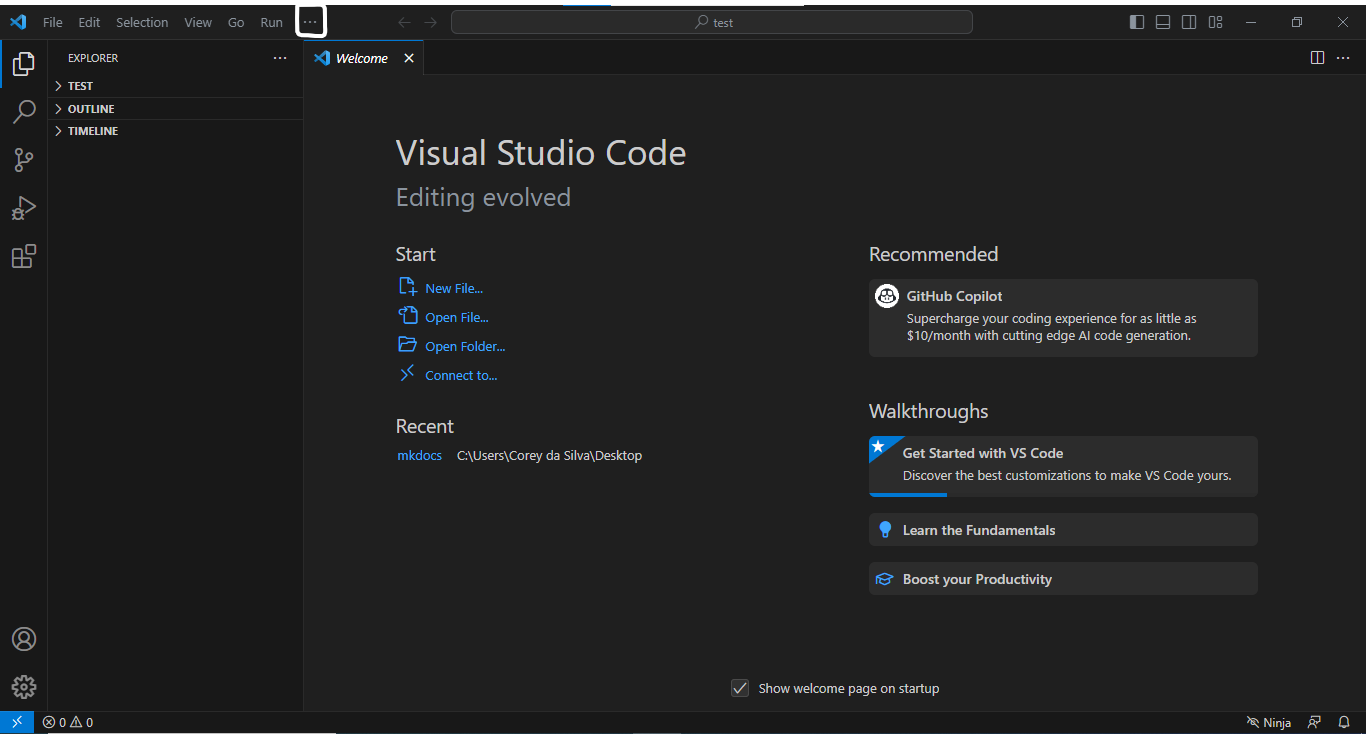 File Edit Selection View Go Run ···
test
EXPLORER ···
TEST
OUTLINE
TIMELINE
Welcome
Visual Studio Code
Editing evolved
Start
New File...
Open File...
Open Folder...
Connect to...
Recent
mkdocs C:\Users\Corey da Silva\Desktop
Recommended
GitHub Copilot
Supercharge your coding experience for as little as
$10/month with cutting edge AI code generation.
Walkthroughs
Get Started with VS Code
Discover the best customizations to make VS Code yours.
Learn the Fundamentals
Boost your Productivity
Show welcome page on startup
0 0
Ninja